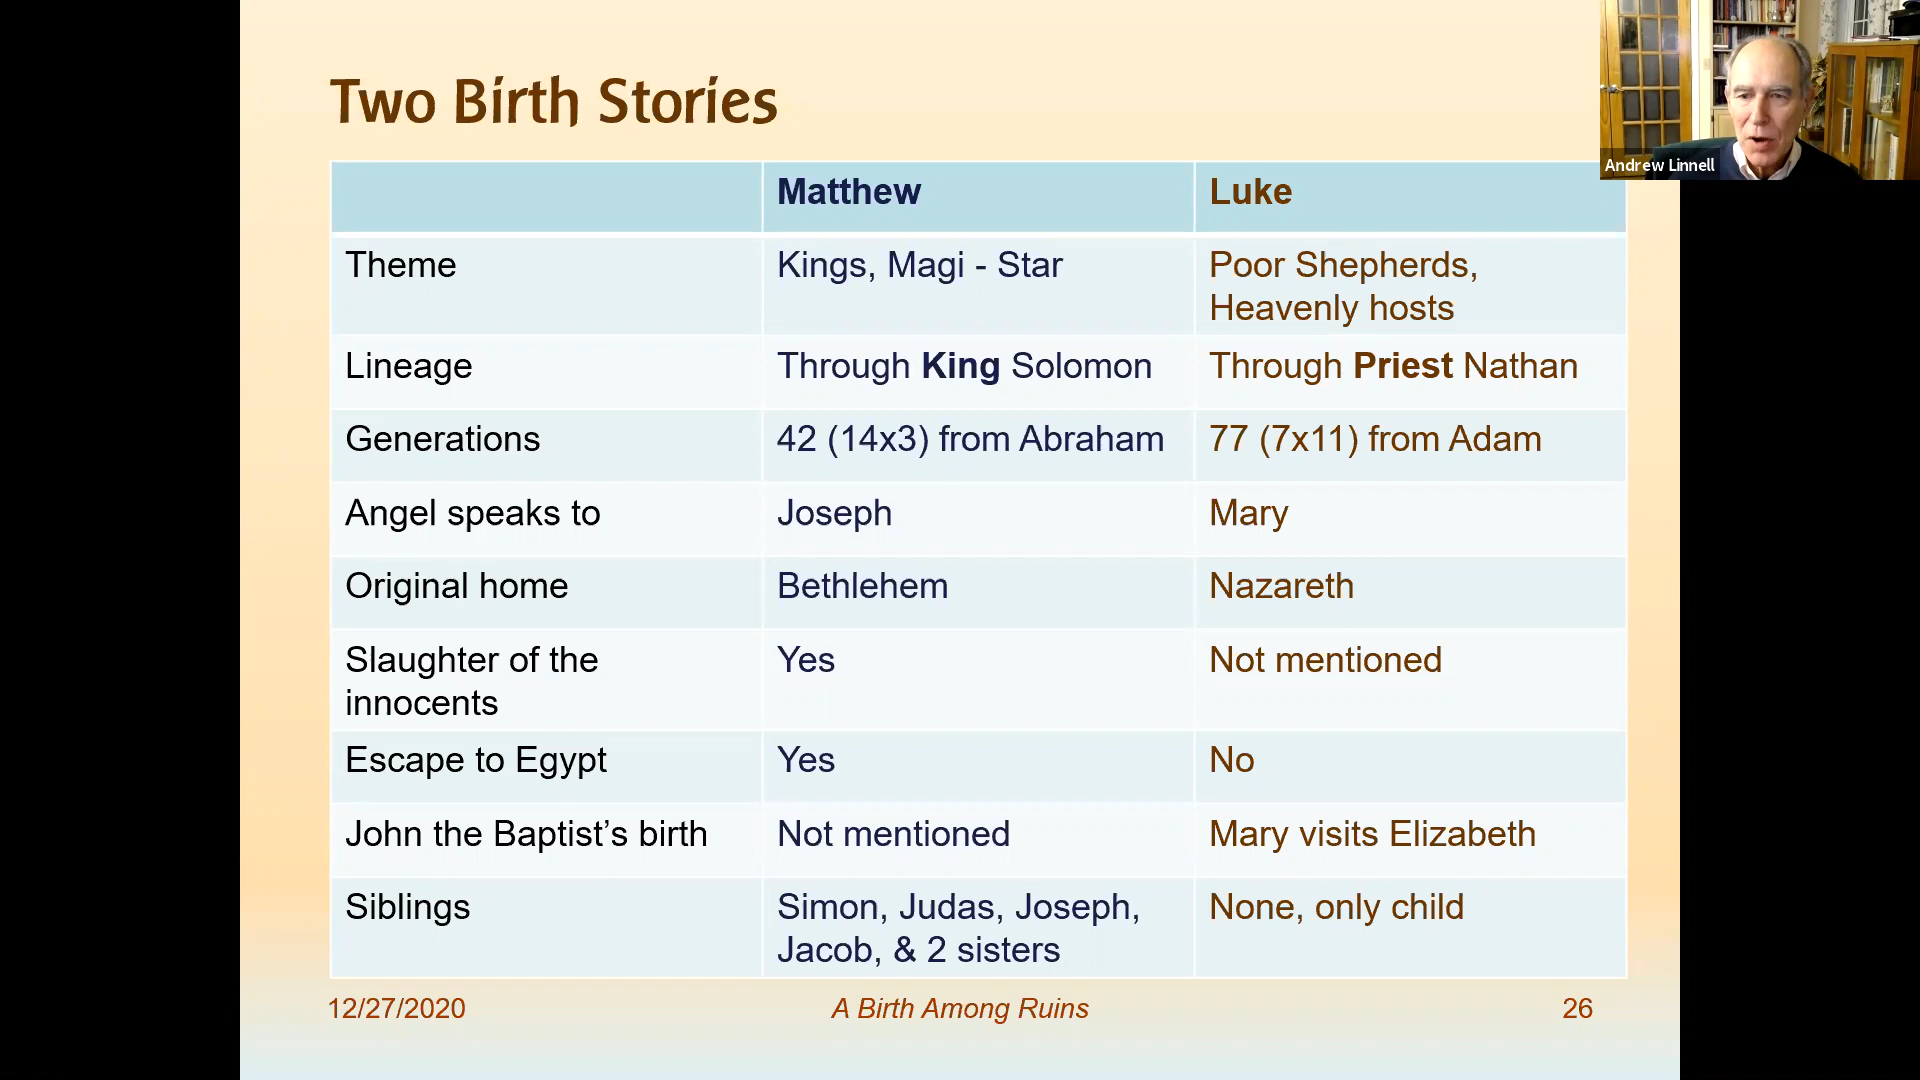 Two Birth Stories
Andrew Linnell
Matthew
Luke
Theme
Kings, Magi - Star
Poor Shepherds,
Heavenly hosts
Lineage
Through King Solomon
Through Priest Nathan
Generations
42 (14x3) from Abraham
77 (7x11) from Adam
Angel speaks to
Joseph
Mary
Original home
Bethlehem
Nazareth
Slaughter of the
innocents
Yes
Not mentioned
Escape to Egypt
Yes
No
John the Baptist’s birth
Not mentioned
Mary visits Elizabeth
Siblings
Simon, Judas, Joseph,
Jacob, & 2 sisters
None, only child
12/27/2020
A Birth Among Ruins
26